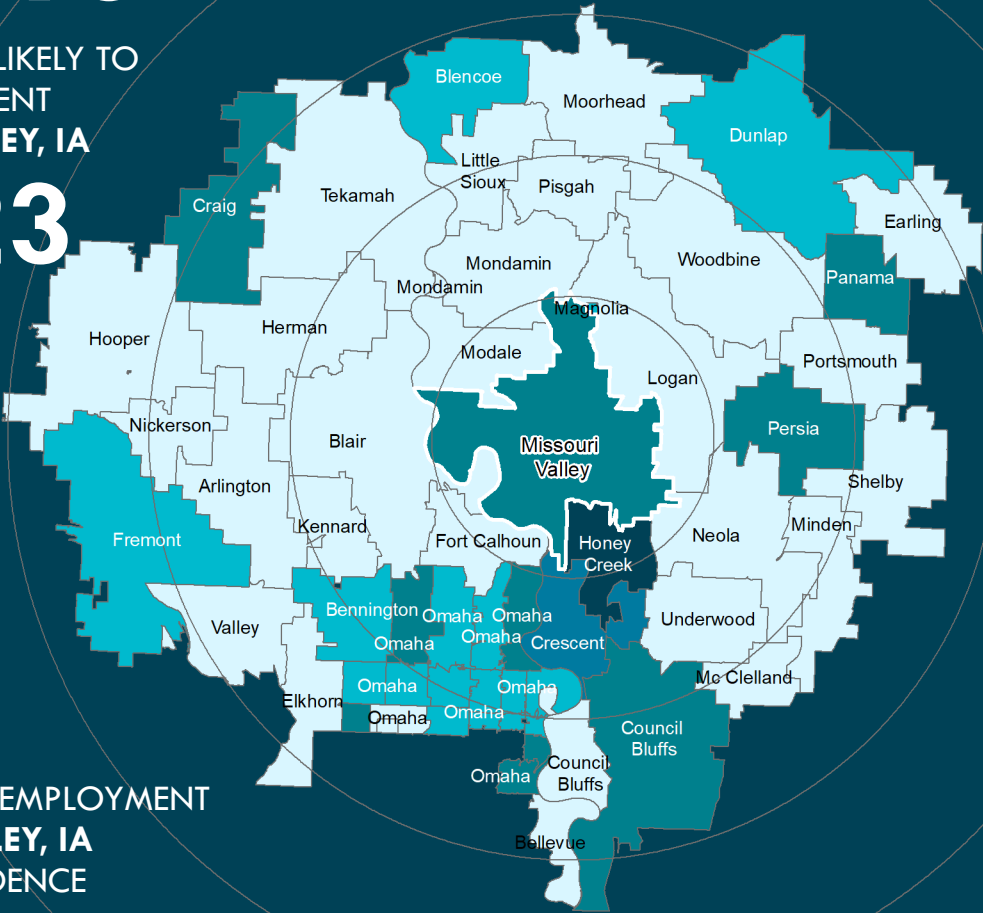 LIKELY TO
ENT
EY, IA
23
Blencoe
Moorhead
Dunlap
Little
Sioux
Pisgah
Tekamah
Craig
Earling
Woodbine
Mondamin
Panama
Mondamin
Magnolia
Herman
Hooper
Modale
Portsmouth
Logan
Nickerson
Persia
Blair
Missouri
Valley
Shelby
Arlington
Minden
Kennard
Neola
Fremont
Fort Calhoun
Honey
Creek
Bennington
Omaha
Omaha
Underwood
Valley
Omaha
Omaha
Crescent
Mc Clelland
Omaha
Omaha
Elkhorn
Omaha
Omaha
Council
Bluffs
Omaha
Council
Bluffs
EMPLOYMENT
LEY, IA
DENCE
Bellevue